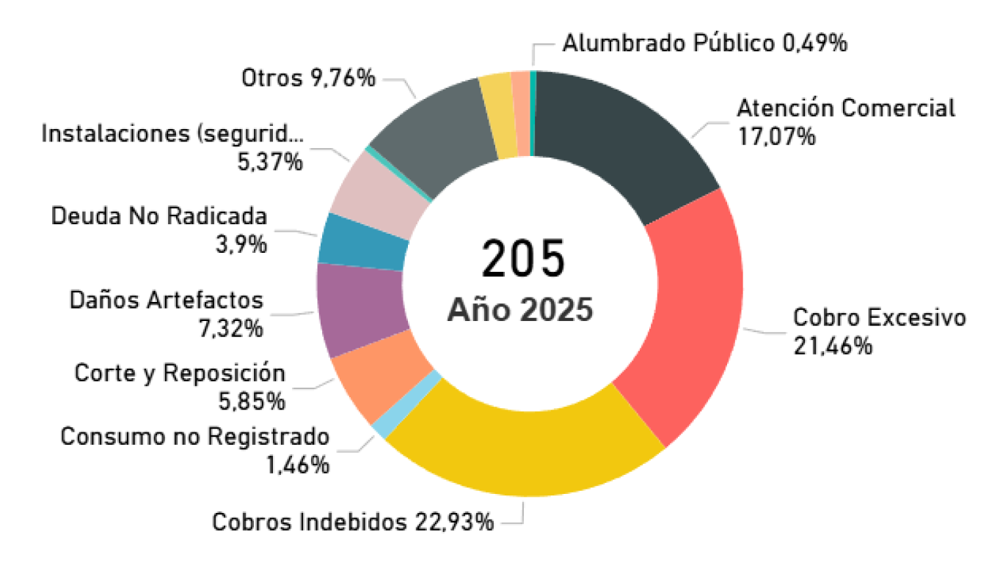 Alumbrado Público 0,49%
Otros 9,76%
Atención Comercial
17,07%
Instalaciones (segurid...
5,37%
Deuda No Radicada
3,9%
205
Año 2025
Daños Artefactos
7,32%
Cobro Excesivo
21,46%
Corte y Reposición
5,85%
Consumo no Registrado
1,46%
Cobros Indebidos 22,93%